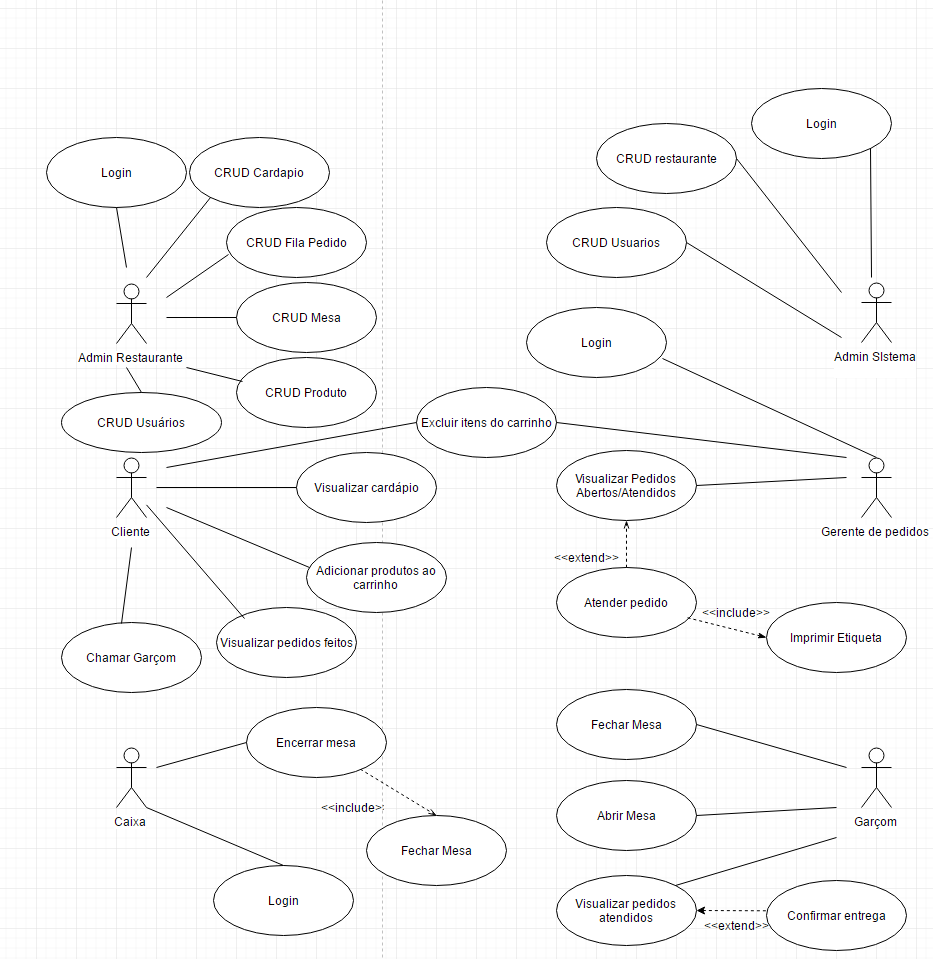 Login
CRUD Cardapio
CRUD Fila Pedido
CRUD Mesa
Admin Restaurante
CRUD Produto
CRUD Usuários
Login
CRUD restaurante
CRUD Usuarios
Admin SIstema
Login
Excluir itens do carrinho
Visualizar cardápio
Cliente
Adicionar produtos ao
carrinho
Visualizar pedidos feitos
Chamar Garçom
Visualizar Pedidos
Abertos/Atendidos
Gerente de pedidos
<<extend>>
Atender pedido
<<include>>
Imprimir Etiqueta
Encerrar mesa
Caixa
<<include>
Fechar Mesa
Login
Fechar Mesa
Abrir Mesa
Garçom
Visualizar pedidos
atendidos
Confirmar entrega
<<extend>>